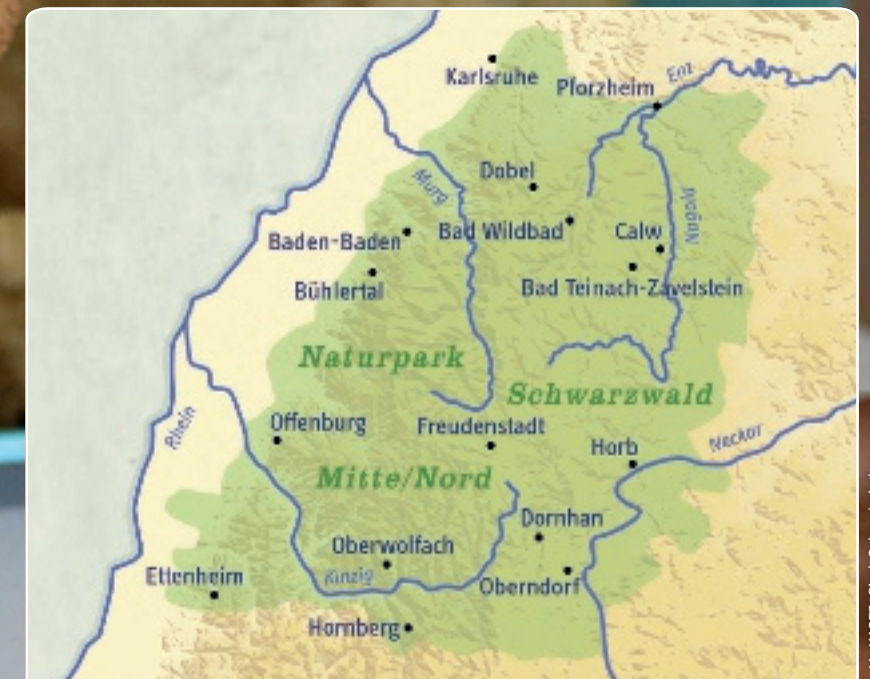 Karlsruhe
Pforzheim
Enz
Dobel
Murg
Nagold
Baden-Baden
Bad Wildbad
Calw
Bühlertal
Bad Teinach-Zavelstein
Naturpark
Schwarzwald
Rhein
Offenburg
Freudenstadt
Neckar
Horb
Mitte/Nord
Dornhan
Oberwolfach
Ettenheim
Kinzig
Oberndorf
Hornberg